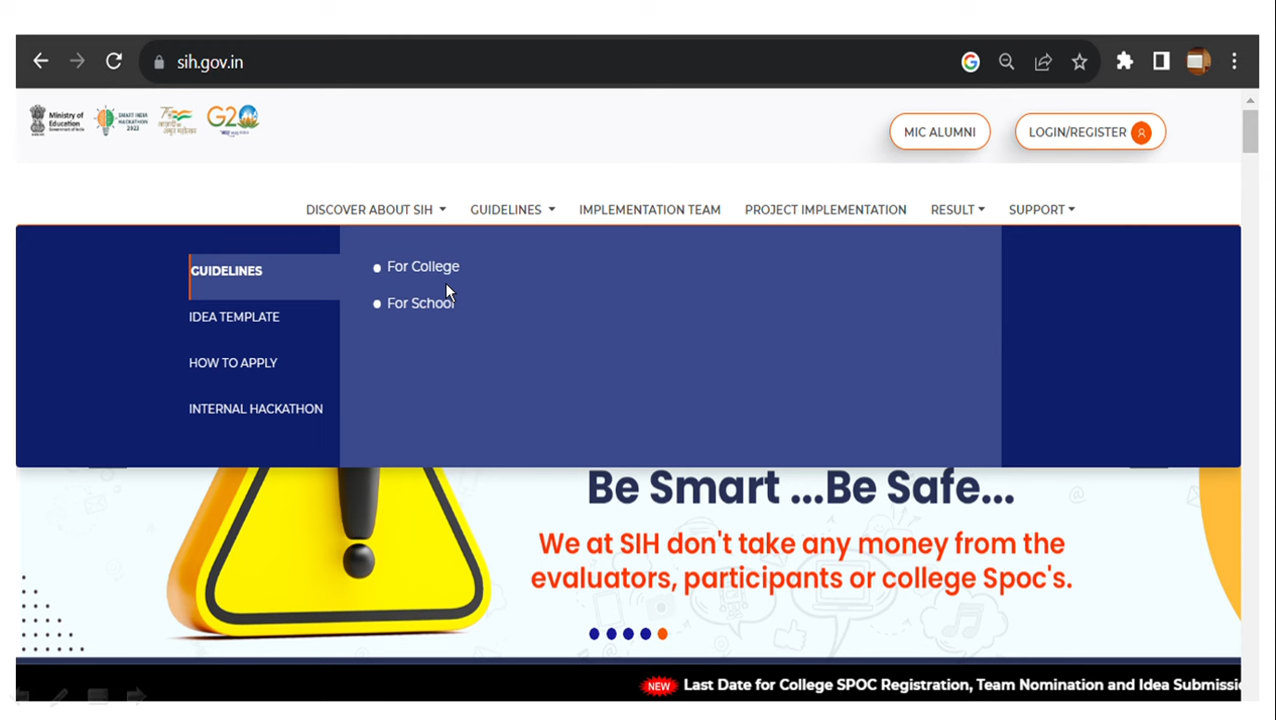 sih.gov.in
Ministry of
Education
Government of India
SMART INDIA
HACKATHON
2023
G20
MIC ALUMNI
LOGIN/REGISTER
DISCOVER ABOUT SIH GUIDELINES IMPLEMENTATION TEAM PROJECT IMPLEMENTATION RESULT SUPPORT
GUIDELINES
IDEA TEMPLATE
HOW TO APPLY
INTERNAL HACKATHON
For College
For School
Be Smart ...Be Safe...
We at SIH don't take any money from the
evaluators, participants or college Spoc's.
NEW Last Date for College SPOC Registration, Team Nomination and Idea Submissi